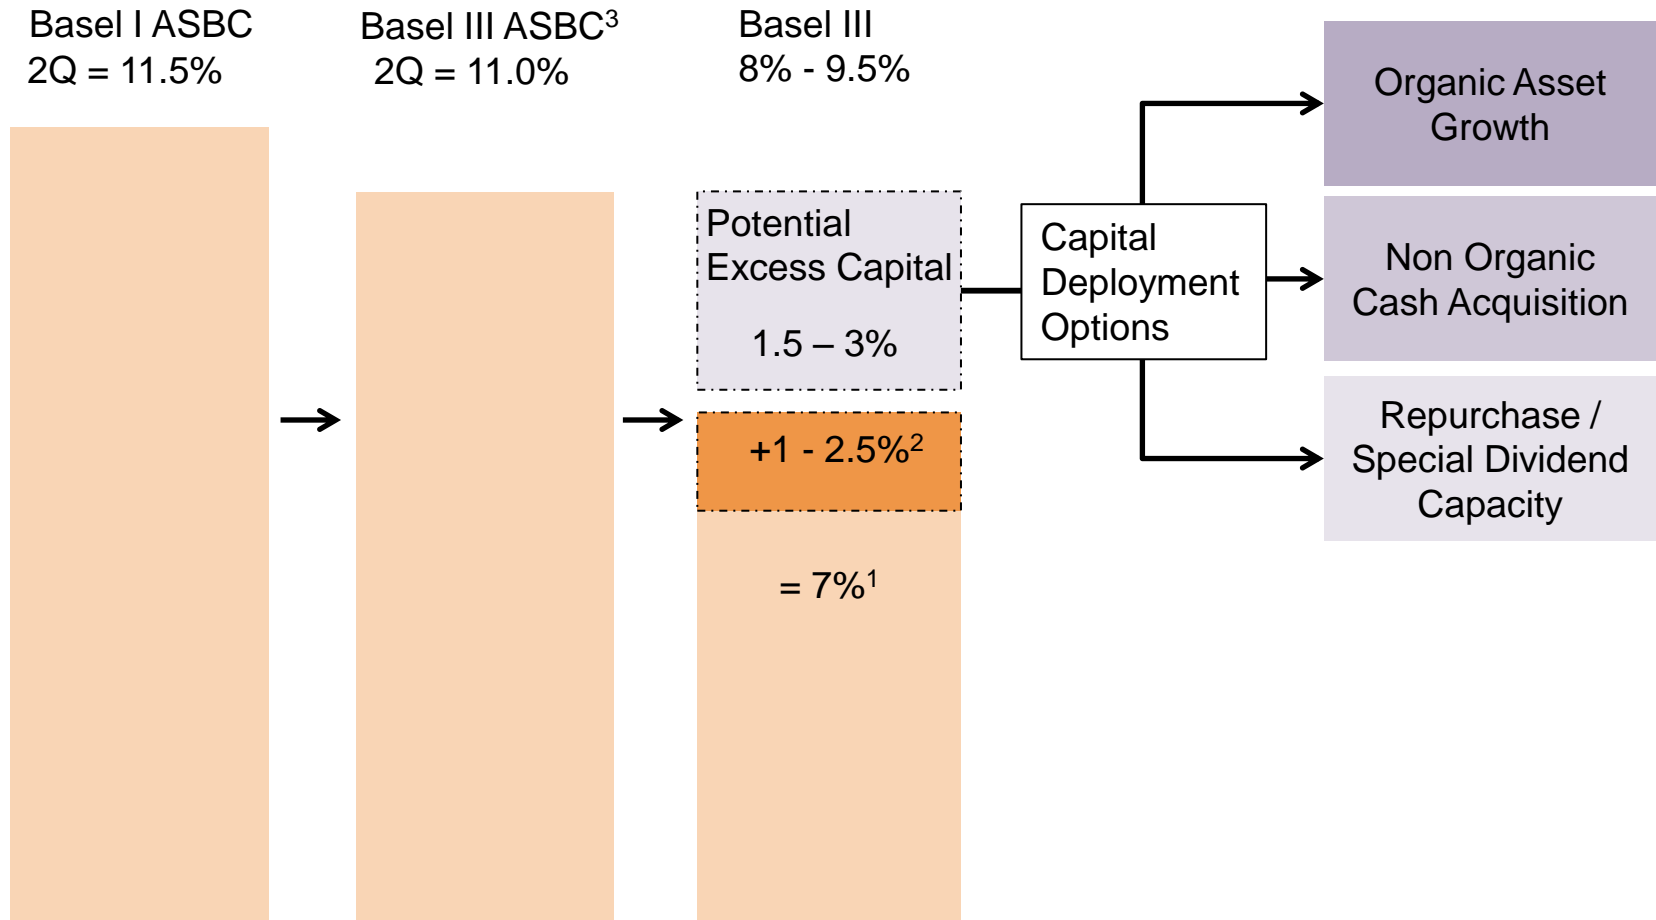 Basel I ASBC
2Q = 11.5%
Basel III ASBC³
2Q = 11.0%
Basel III
8% - 9.5%
Potential
Excess Capital
1.5 – 3%
+1 - 2.5%²
= 7%¹
Capital
Deployment
Options
Organic Asset
Growth
Non Organic
Cash Acquisition
Repurchase /
Special Dividend
Capacity